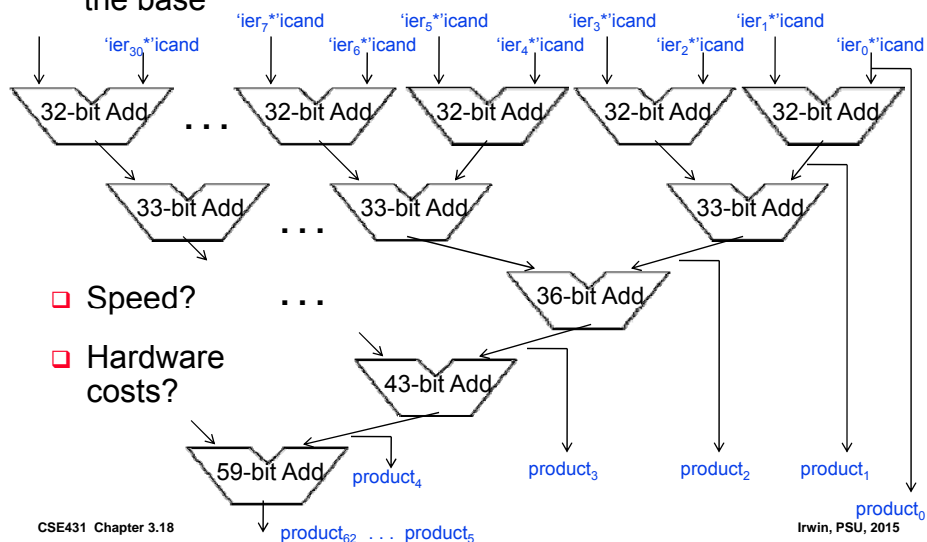 the base
'ier₇*'icand 'ier₅*'icand 'ier₃*'icand 'ier₁*'icand
'ier₃₀*'icand 'ier₆*'icand 'ier₄*'icand 'ier₂*'icand 'ier₀*'icand
32-bit Add . . . 32-bit Add 32-bit Add 32-bit Add 32-bit Add
33-bit Add . . . 33-bit Add 33-bit Add
❑ Speed? . . . 36-bit Add
❑ Hardware
costs?
43-bit Add
59-bit Add product₄ product₃ product₂ product₁
product₀
CSE431 Chapter 3.18 product₆₂ . . . product₅ Irwin, PSU, 2015